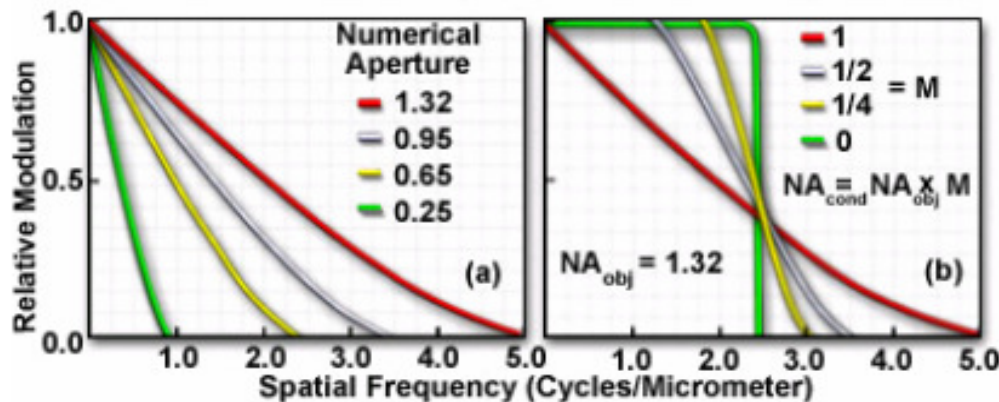 1.0
0.5
0.0
Relative Modulation
Numerical
Aperture
1.32
0.95
0.65
0.25
(a)
1.0 2.0 3.0 4.0 5.0
1
1/2
1/4
0
= M
NAcond = NAobj x M
NAobj = 1.32
(b)
1.0 2.0 3.0 4.0 5.0
Spatial Frequency (Cycles/Micrometer)